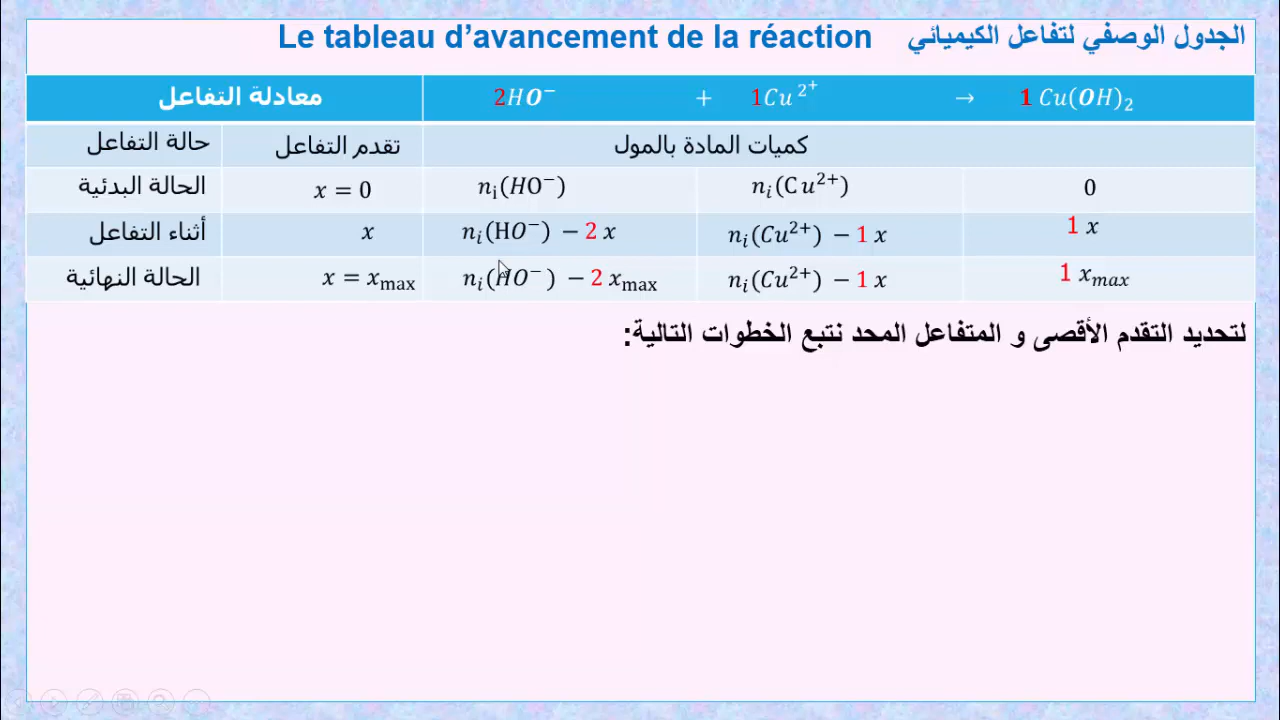 Le tableau d’avancement de la réaction الجدول الوصفي لتفاعل الكيميائي
معادلة التفاعل 2HO⁻ + 1Cu²⁺ → 1 Cu(OH)₂
حالة التفاعل تقدم التفاعل كميات المادة بالمول
الحالة البدئية x = 0 nᵢ(HO⁻) nᵢ(Cu²⁺) 0
أثناء التفاعل x nᵢ(HO⁻) − 2 x nᵢ(Cu²⁺) − 1 x 1 x
الحالة النهائية x = xₘₐₓ nᵢ(HO⁻) − 2 xₘₐₓ nᵢ(Cu²⁺) − 1 x 1 xₘₐₓ
لتحديد التقدم الأقصى و المتفاعل المحد نتبع الخطوات التالية: